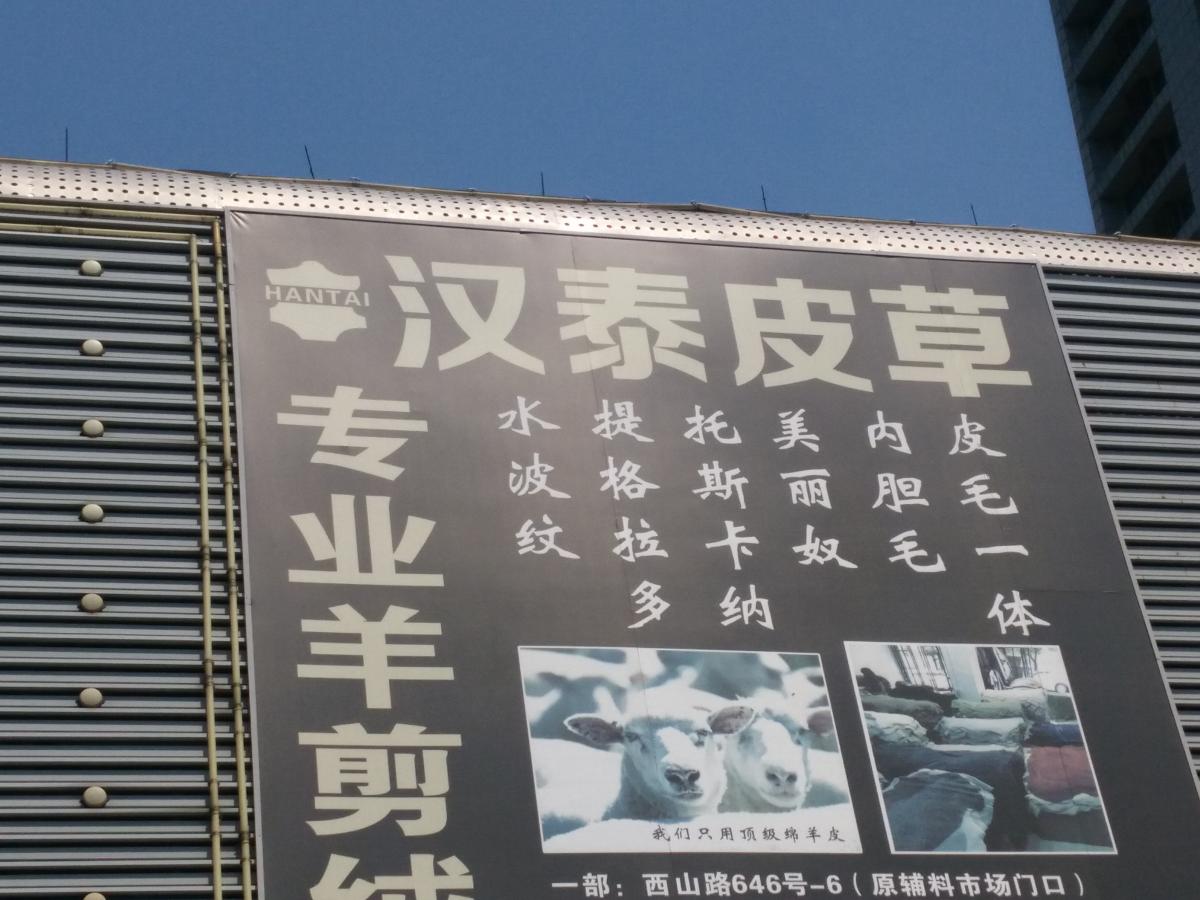 HANTAI
汉泰皮草
专业羊剪绒
水波纹
提格拉多
托斯卡纳
美丽奴
内胆毛
皮毛一体
我们只用顶级绵羊皮
一部：西山路646号-6（原辅料市场门口）